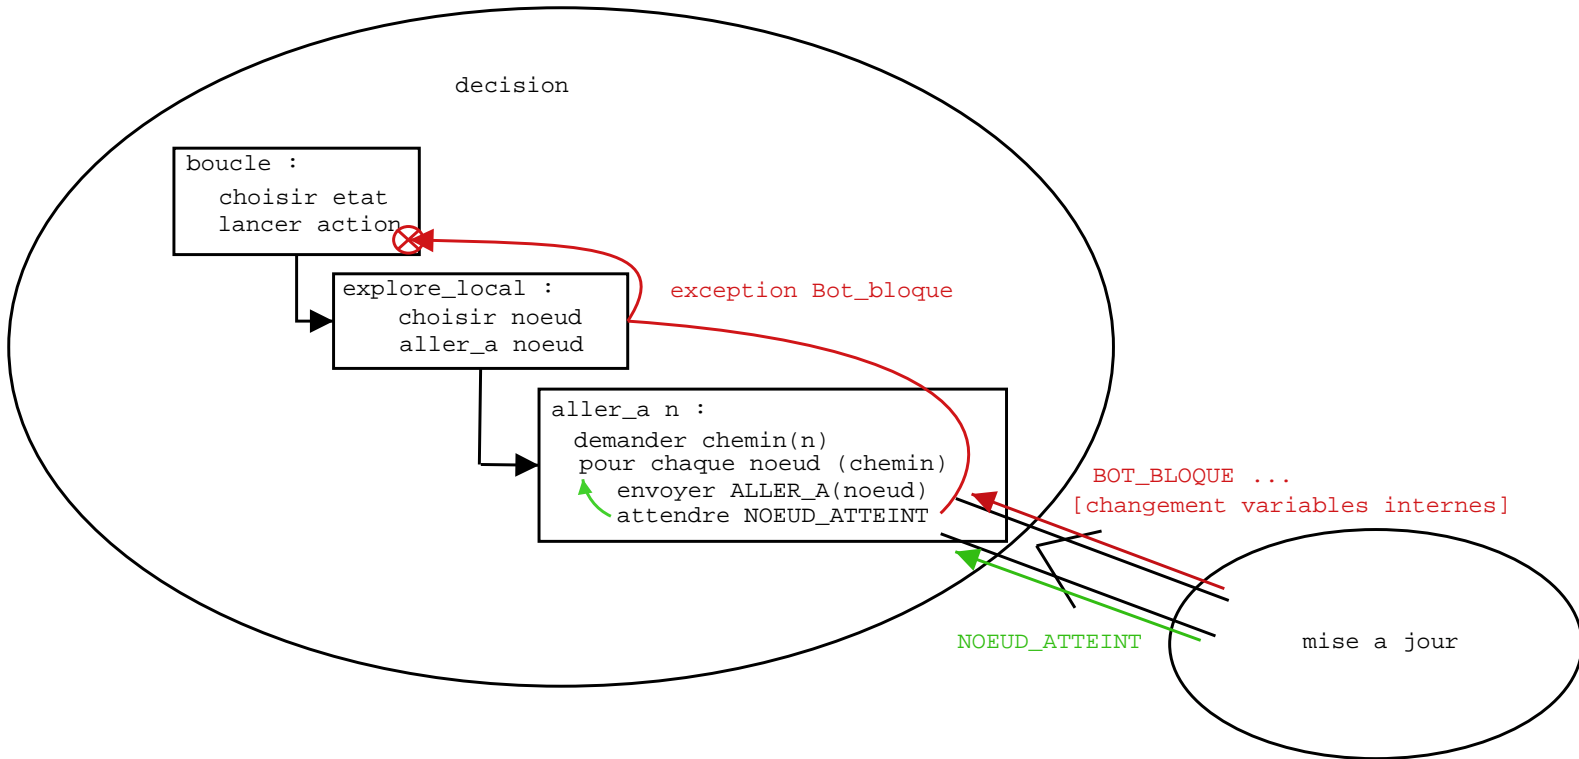 decision
boucle :
choisir etat
lancer action
explore_local :
choisir noeud
aller_a noeud
exception Bot_bloque
aller_a n :
demander chemin(n)
pour chaque noeud (chemin)
envoyer ALLER_A(noeud)
attendre NOEUD_ATTEINT
BOT_BLOQUE ...
[changement variables internes]
NOEUD_ATTEINT
mise a jour